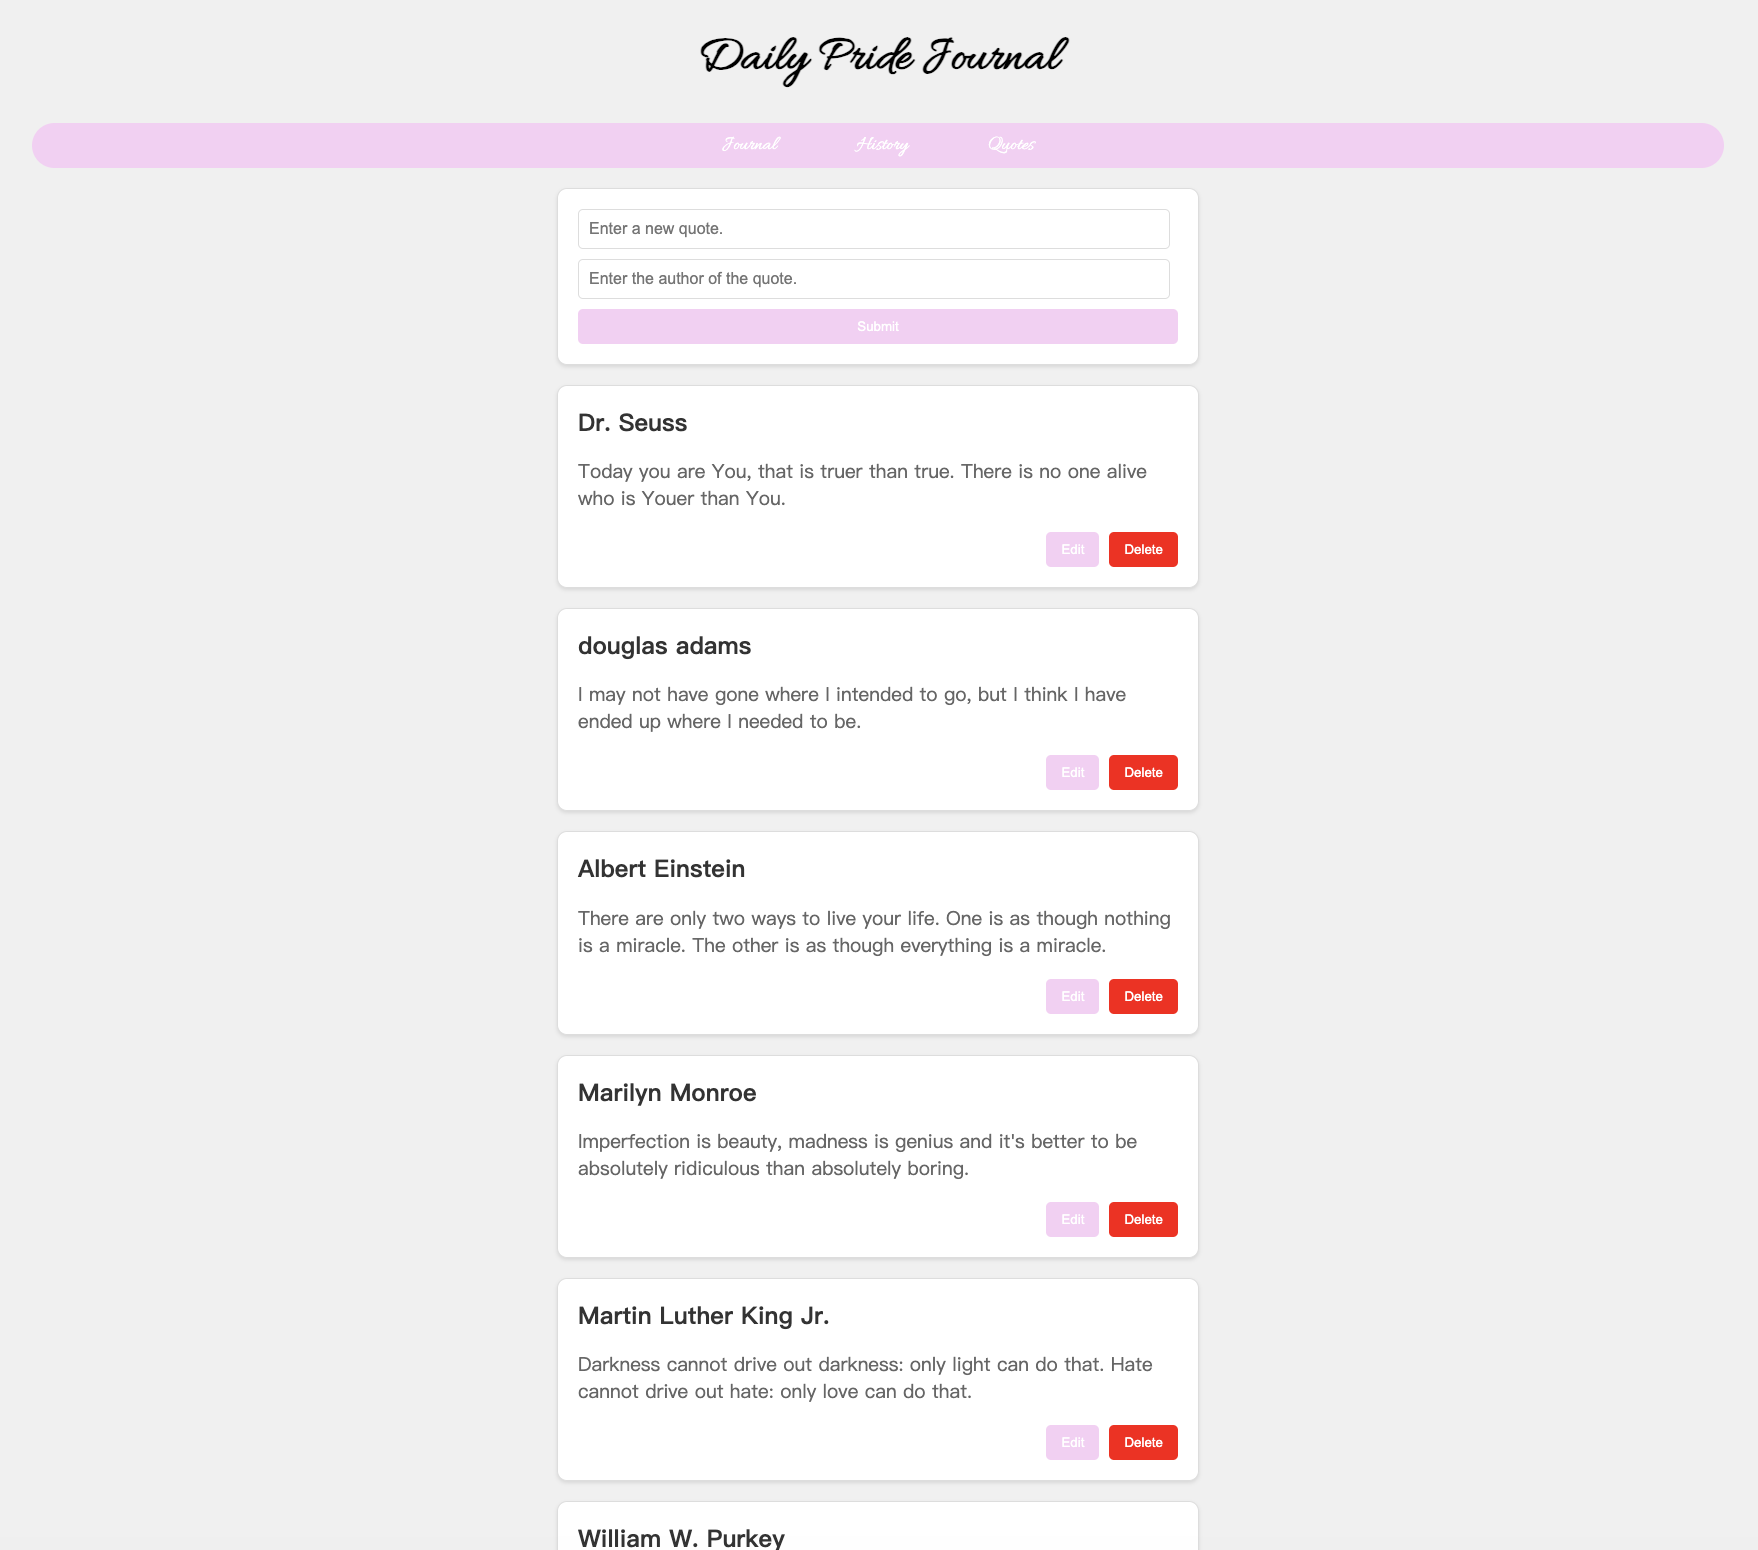 Daily Pride Journal
Journal History Quotes
Enter a new quote.
Enter the author of the quote.
Submit
Dr. Seuss
Today you are You, that is truer than true. There is no one alive
who is Youer than You.
Edit Delete
douglas adams
I may not have gone where I intended to go, but I think I have
ended up where I needed to be.
Edit Delete
Albert Einstein
There are only two ways to live your life. One is as though nothing
is a miracle. The other is as though everything is a miracle.
Edit Delete
Marilyn Monroe
Imperfection is beauty, madness is genius and it's better to be
absolutely ridiculous than absolutely boring.
Edit Delete
Martin Luther King Jr.
Darkness cannot drive out darkness: only light can do that. Hate
cannot drive out hate: only love can do that.
Edit Delete
William W. Purkey